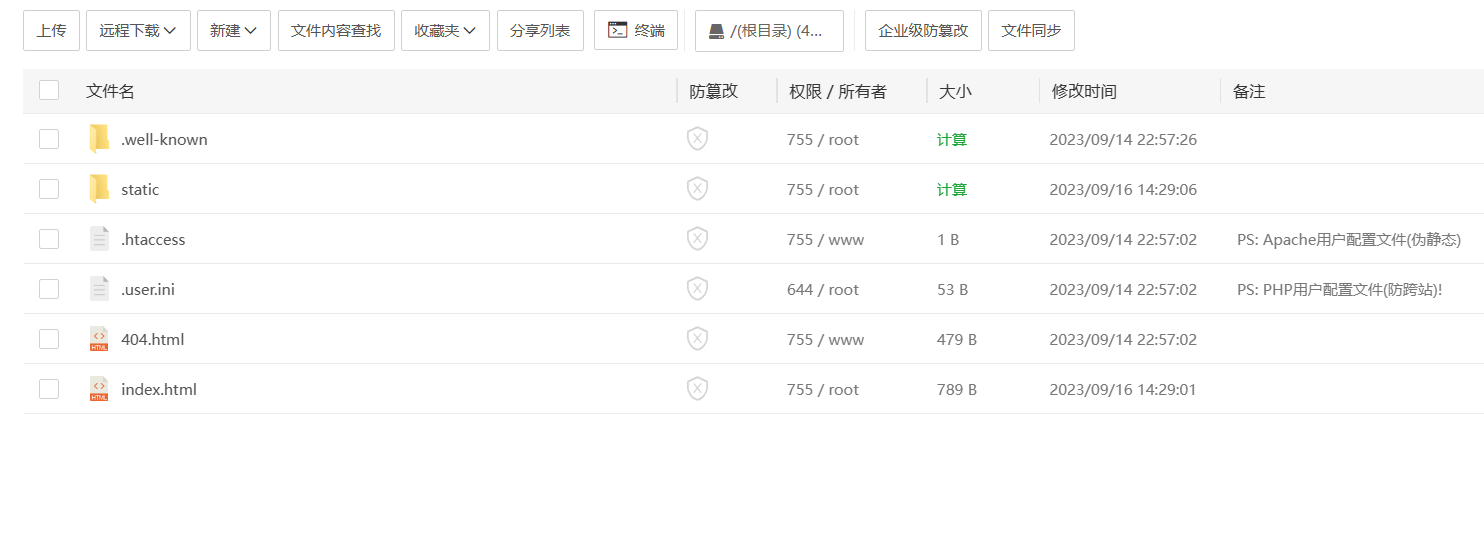 上传 远程下载 新建 文件内容查找 收藏夹 分享列表 终端 /(根目录) (4... 企业级防篡改 文件同步
文件名 防篡改 权限 / 所有者 大小 修改时间 备注
.well-known 755 / root 计算 2023/09/14 22:57:26
static 755 / root 计算 2023/09/16 14:29:06
.htaccess 755 / www 1 B 2023/09/14 22:57:02 PS: Apache用户配置文件(伪静态)
.user.ini 644 / root 53 B 2023/09/14 22:57:02 PS: PHP用户配置文件(防跨站)!
HTML 404.html 755 / www 479 B 2023/09/14 22:57:02
HTML index.html 755 / root 789 B 2023/09/16 14:29:01